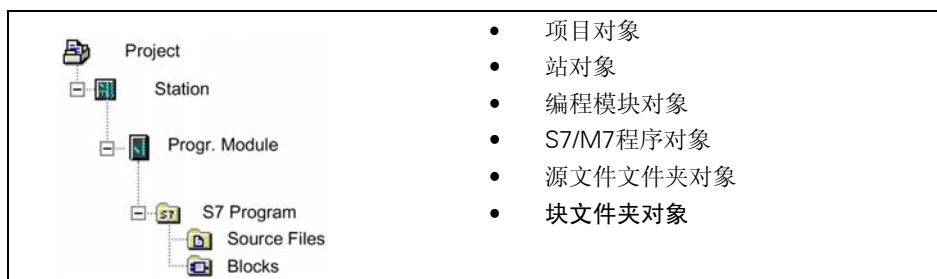 Project
Station
Progr. Module
S7 Program
Source Files
Blocks
项目对象
站对象
编程模块对象
S7/M7程序对象
源文件文件夹对象
块文件夹对象